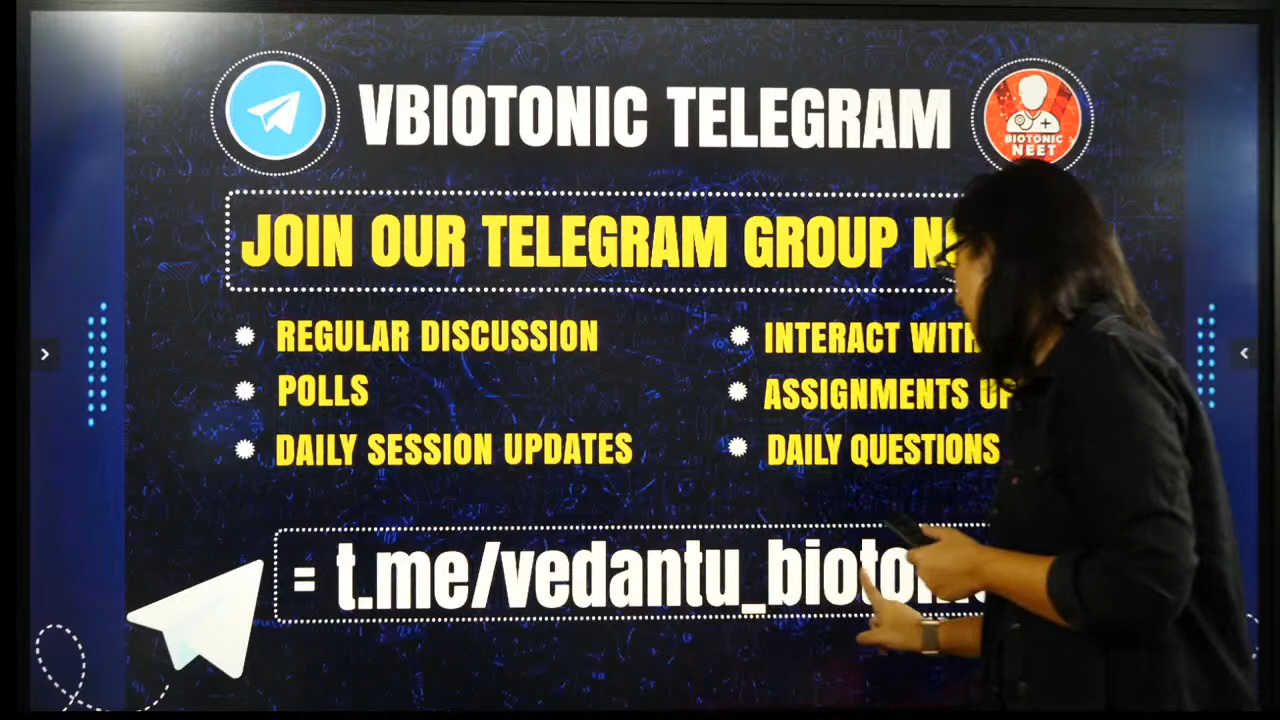 VBIOTONIC TELEGRAM
BIOTONIC
NEET
JOIN OUR TELEGRAM GROUP
REGULAR DISCUSSION
INTERACT WITH
POLLS
ASSIGNMENTS
DAILY SESSION UPDATES
DAILY QUESTIONS
= t.me/vedantu_bioto